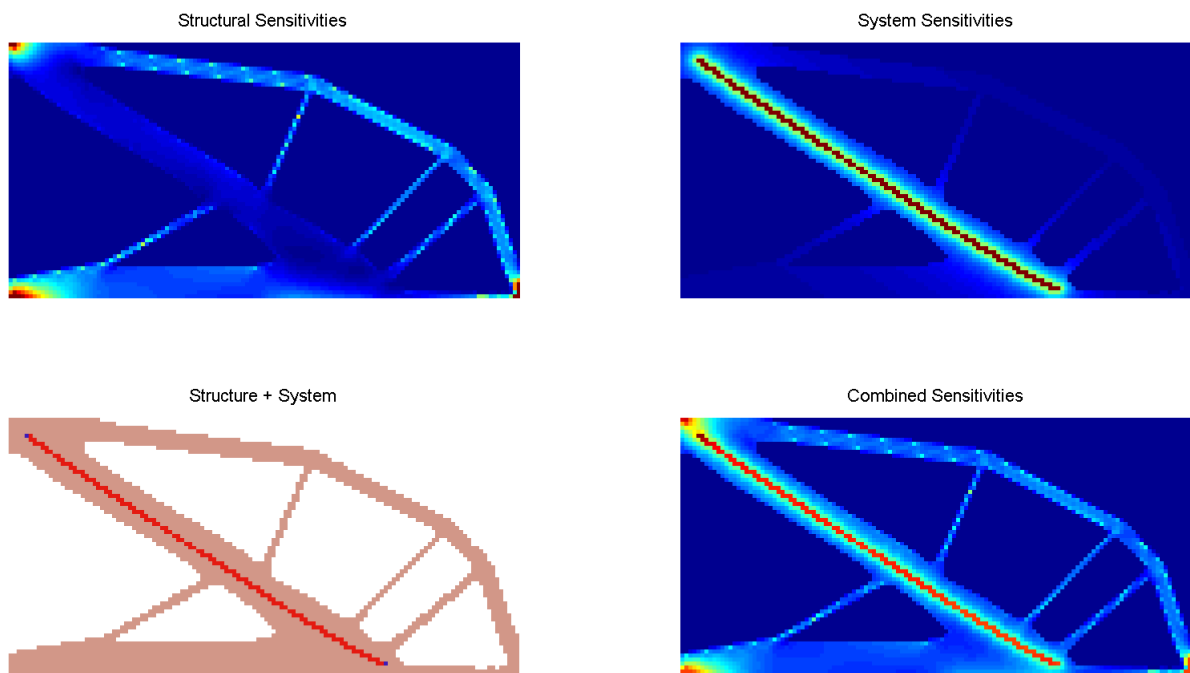 Structural Sensitivities
System Sensitivities
Structure + System
Combined Sensitivities